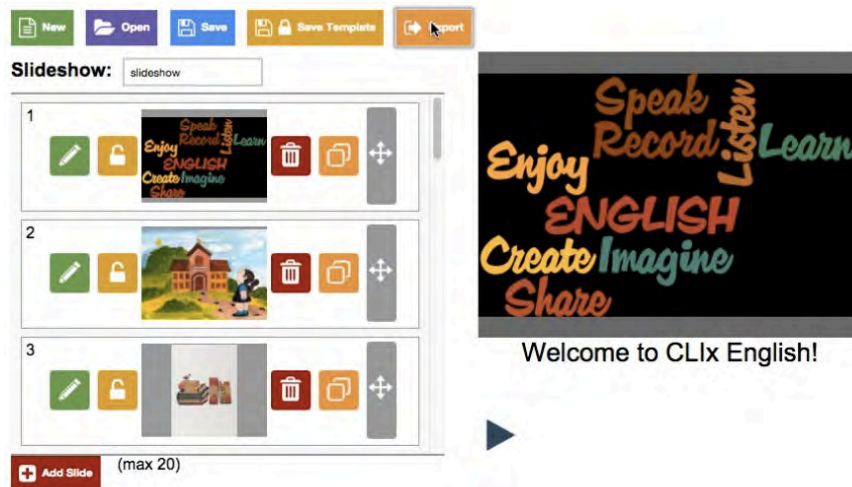 New Open Save Save Template Export
Slideshow: slideshow
1
Speak
Record
Listen
Learn
Enjoy
ENGLISH
Create Imagine
Share
2
3
Add Slide (max 20)
Speak
Record
Listen
Learn
Enjoy
ENGLISH
Create Imagine
Share
Welcome to CLIx English!